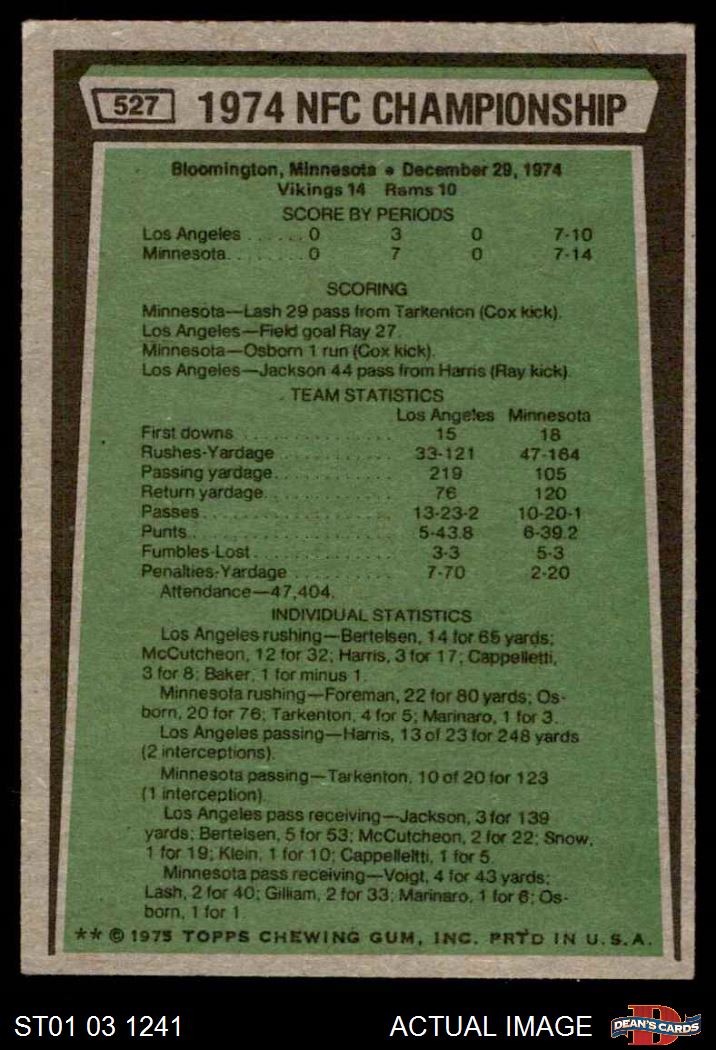 527 1974 NFC CHAMPIONSHIP
Bloomington, Minnesota • December 29, 1974
Vikings 14 Rams 10
SCORE BY PERIODS
Los Angeles ...... 0 3 0 7-10
Minnesota ........ 0 7 0 7-14
SCORING
Minnesota—Lash 29 pass from Tarkenton (Cox kick).
Los Angeles—Field goal Ray 27.
Minnesota—Osborn 1 run (Cox kick).
Los Angeles—Jackson 44 pass from Harris (Ray kick).
TEAM STATISTICS
Los Angeles Minnesota
First downs ............... 15 18
Rushes-Yardage ........... 33-121 47-164
Passing yardage ............ 219 105
Return yardage ............. 76 120
Passes .................. 13-23-2 10-20-1
Punts .................. 5-43.8 6-39.2
Fumbles-Lost ............. 3-3 5-3
Penalties-Yardage .......... 7-70 2-20
Attendance—47,404.
INDIVIDUAL STATISTICS
Los Angeles rushing—Bertelsen, 14 for 65 yards;
McCutcheon, 12 for 32; Harris, 3 for 17; Cappelletti,
3 for 8; Baker, 1 for minus 1.
Minnesota rushing—Foreman, 22 for 80 yards; Os-
born, 20 for 76; Tarkenton, 4 for 5; Marinaro, 1 for 3.
Los Angeles passing—Harris, 13 of 23 for 248 yards
(2 interceptions).
Minnesota passing—Tarkenton, 10 of 20 for 123
(1 interception).
Los Angeles pass receiving—Jackson, 3 for 139
yards; Bertelsen, 5 for 53; McCutcheon, 2 for 22; Snow,
1 for 19; Klein, 1 for 10; Cappelleltti, 1 for 5.
Minnesota pass receiving—Voigt, 4 for 43 yards;
Lash, 2 for 40; Gilliam, 2 for 33; Marinaro, 1 for 6; Os-
born, 1 for 1.
** © 1975 TOPPS CHEWING GUM, INC. PRT'D IN U.S.A.
ST01 03 1241 ACTUAL IMAGE DEAN'S CARDS